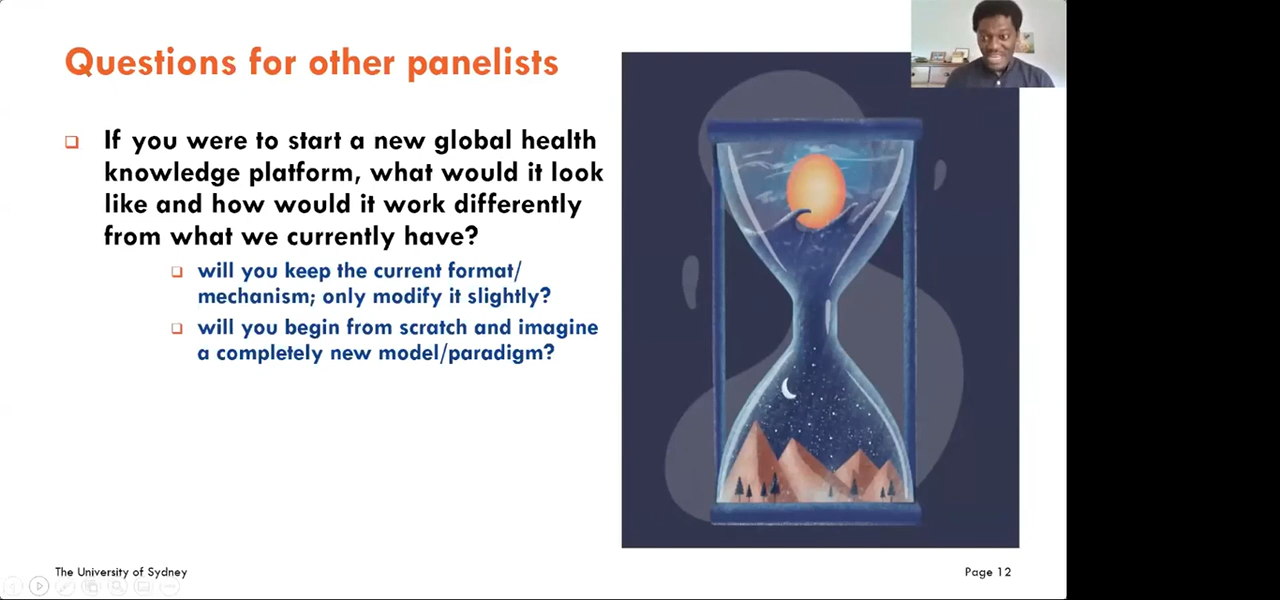 Questions for other panelists
If you were to start a new global health
knowledge platform, what would it look
like and how would it work differently
from what we currently have?
will you keep the current format/
mechanism; only modify it slightly?
will you begin from scratch and imagine
a completely new model/paradigm?
The University of Sydney
Page 12